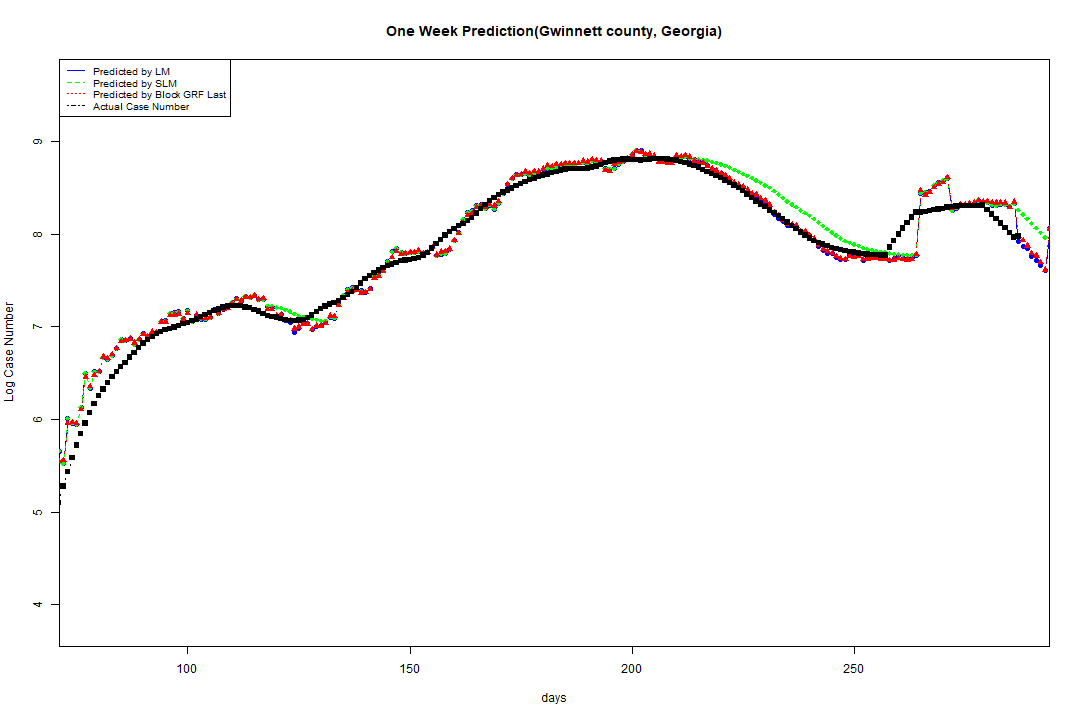 One Week Prediction(Gwinnett county, Georgia)
Predicted by LM
Predicted by SLM
Predicted by Block GRF Last
Actual Case Number
9
8
7
6
5
4
Log Case Number
100 150 200 250
days